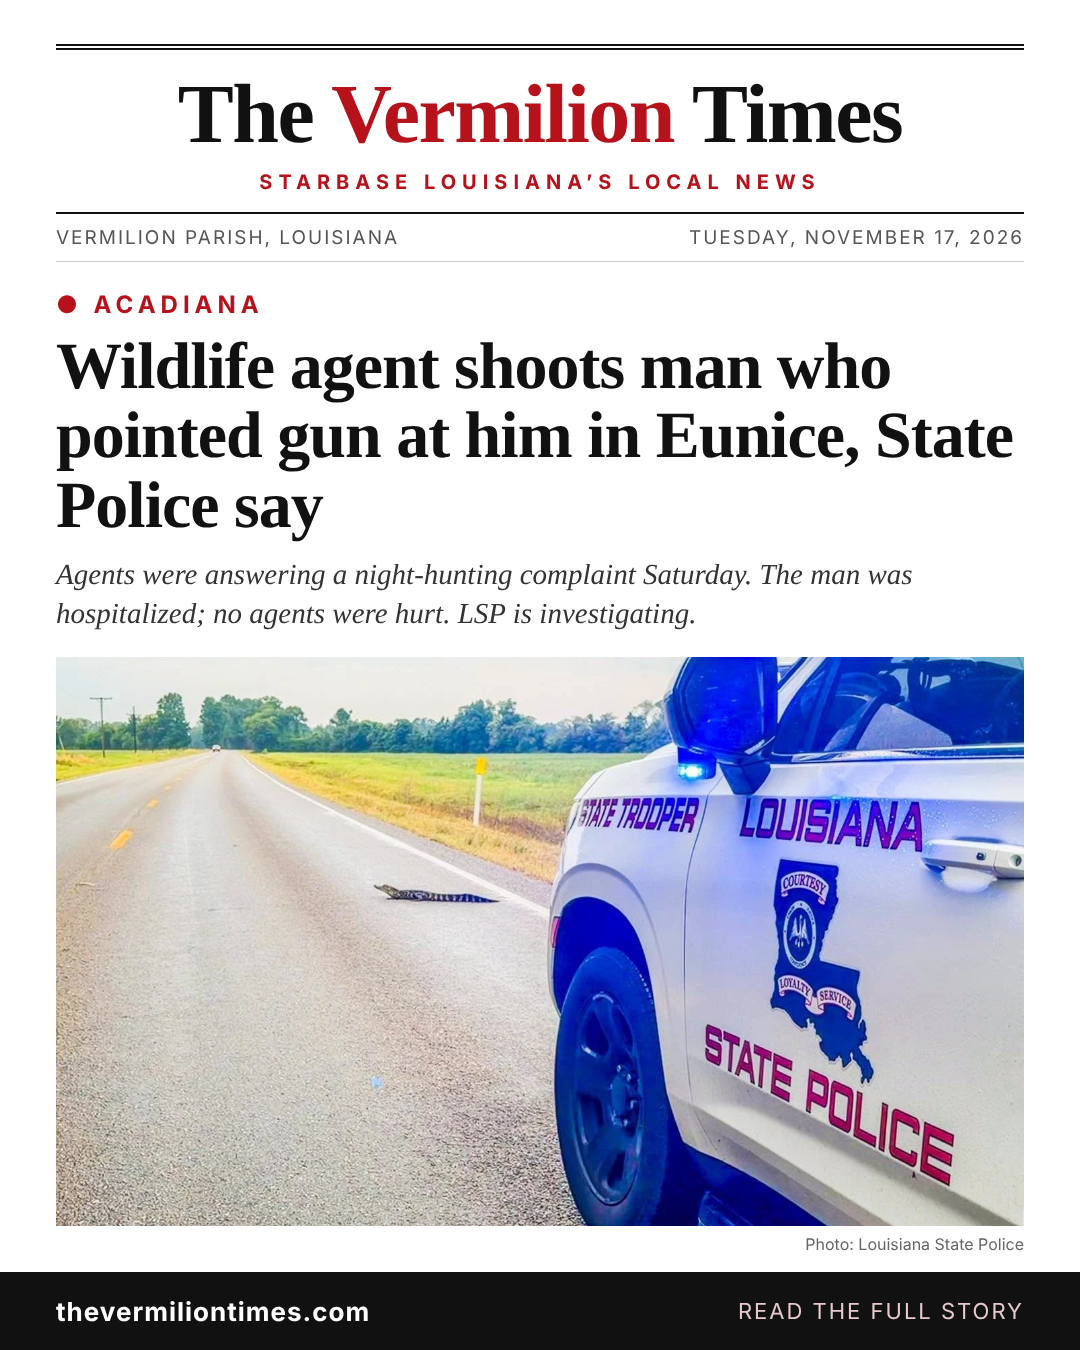 The Vermilion Times
STARBASE LOUISIANA’S LOCAL NEWS
VERMILION PARISH, LOUISIANA
TUESDAY, NOVEMBER 17, 2026
ACADIANA
Wildlife agent shoots man who
pointed gun at him in Eunice, State
Police say
Agents were answering a night-hunting complaint Saturday. The man was
hospitalized; no agents were hurt. LSP is investigating.
STATE TROOPER
LOUISIANA
COURTESY
LOYALTY
SERVICE
STATE POLICE
Photo: Louisiana State Police
thevermiliontimes.com
READ THE FULL STORY